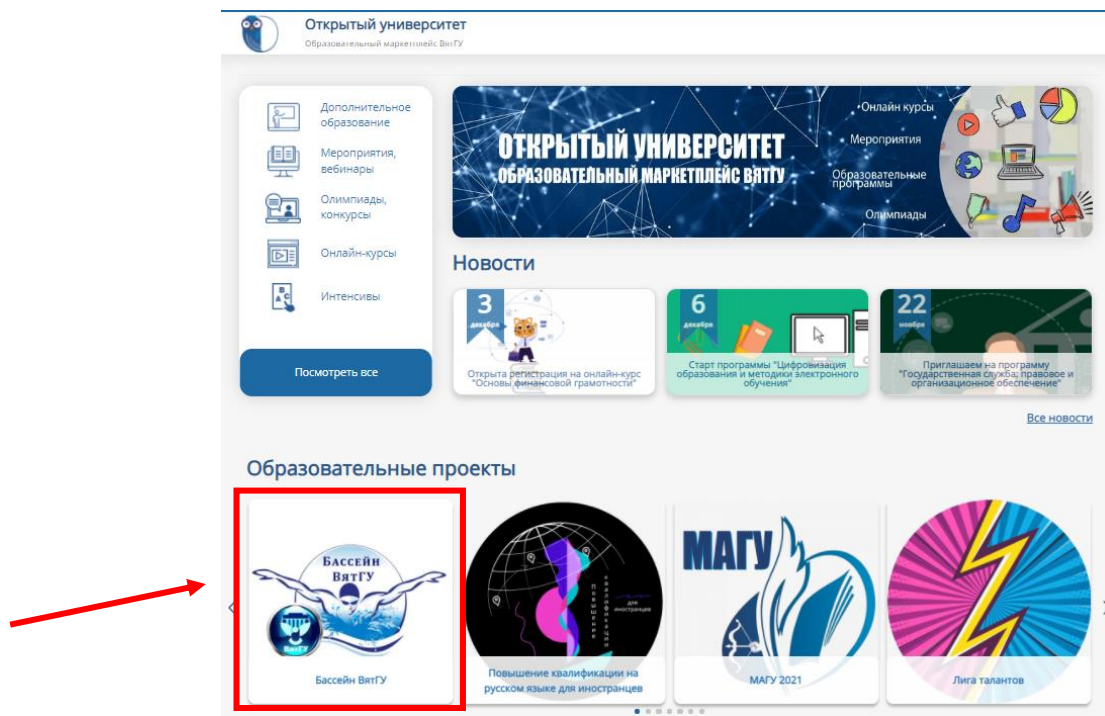 Открытый университет
Образовательный маркетплейс ВятГУ
Дополнительное
образование
Мероприятия,
вебинары
Олимпиады,
конкурсы
Онлайн-курсы
Интенсивы
Посмотреть все
ОТКРЫТЫЙ УНИВЕРСИТЕТ
ОБРАЗОВАТЕЛЬНЫЙ МАРКЕТПЛЕЙС ВЯТГУ
Онлайн курсы
Мероприятия
Образовательные
программы
Олимпиады
Новости
3
декабря
Открыта регистрация на онлайн-курс
"Основы финансовой грамотности"
6
декабря
Старт программы "Цифровизация
образования и методики электронного
обучения"
22
ноября
Приглашаем на программу
"Государственная служба: правовое и
организационное обеспечение"
Все новости
Образовательные проекты
БАССЕЙН
ВЯТГУ
ВятГУ
Бассейн ВятГУ
Повышение
квалификации
для
иностранцев
Повышение квалификации на
русском языке для иностранцев
МАГУ
МАГУ 2021
Лига талантов